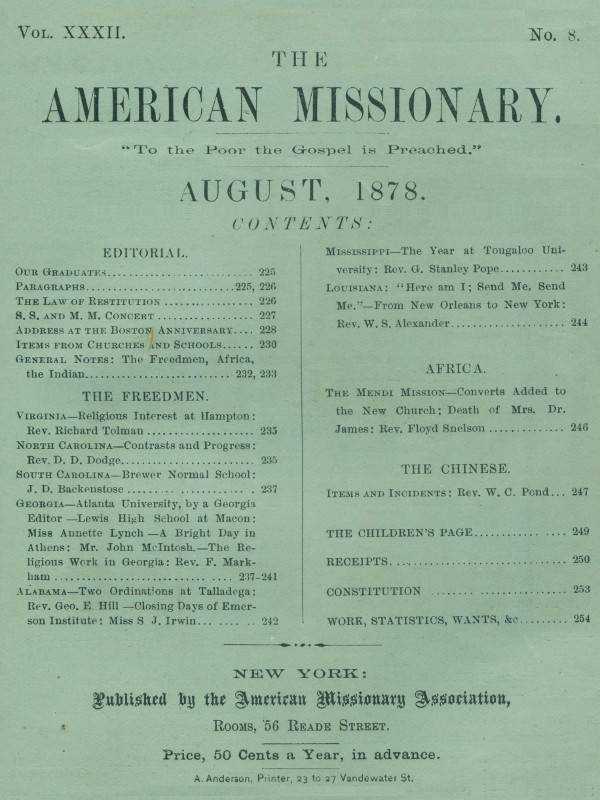 VOL. XXXII.
No. 8.
THE
AMERICAN MISSIONARY.
"To the Poor the Gospel is Preached."
AUGUST, 1878.
CONTENTS:
EDITORIAL.
OUR GRADUATES.................................. 225
PARAGRAPHS..............................225, 226
THE LAW OF RESTITUTION ................. 226
S. S. AND M. M. CONCERT .................. 227
ADDRESS AT THE BOSTON ANNIVERSARY.... 228
ITEMS FROM CHURCHES AND SCHOOLS...... 230
GENERAL NOTES: The Freedmen, Africa,
the Indian............................. 232, 233
THE FREEDMEN.
VIRGINIA—Religious Interest at Hampton:
Rev. Richard Tolman .................... 235
NORTH CAROLINA—Contrasts and Progress:
Rev. D. D. Dodge......................... 235
SOUTH CAROLINA—Brewer Normal School:
J. D. Backenstose ....................... 237
GEORGIA—Atlanta University, by a Georgia
Editor—Lewis High School at Macon:
Miss Annette Lynch—A Bright Day in
Athens: Mr. John McIntosh.—The Re-
ligious Work in Georgia: Rev. F. Mark-
ham ................................. 237-241
ALABAMA—Two Ordinations at Talladega:
Rev. Geo. E. Hill—Closing Days of Emer-
son Institute: Miss S J. Irwin... ..... .. 242
MISSISSIPPI—The Year at Tougaloo Uni-
versity: Rev. G. Stanley Pope........... 243
LOUISIANA: "Here am I; Send Me, Send
Me."—From New Orleans to New York:
Rev. W. S. Alexander.................... 244
AFRICA.
THE MENDI MISSION—Converts Added to
the New Church; Death of Mrs. Dr.
James: Rev. Floyd Snelson ............. 246
THE CHINESE.
ITEMS AND INCIDENTS: Rev. W. C. Pond... 247
THE CHILDREN'S PAGE................ 249
RECEIPTS................................ 250
CONSTITUTION ........ ................. 253
WORK, STATISTICS, WANTS, &c......... 254
NEW YORK:
Published by the American Missionary Association,
ROOMS, 56 READE STREET.
Price, 50 Cents a Year, in advance.
A. Anderson, Printer, 23 to 27 Vandewater St.